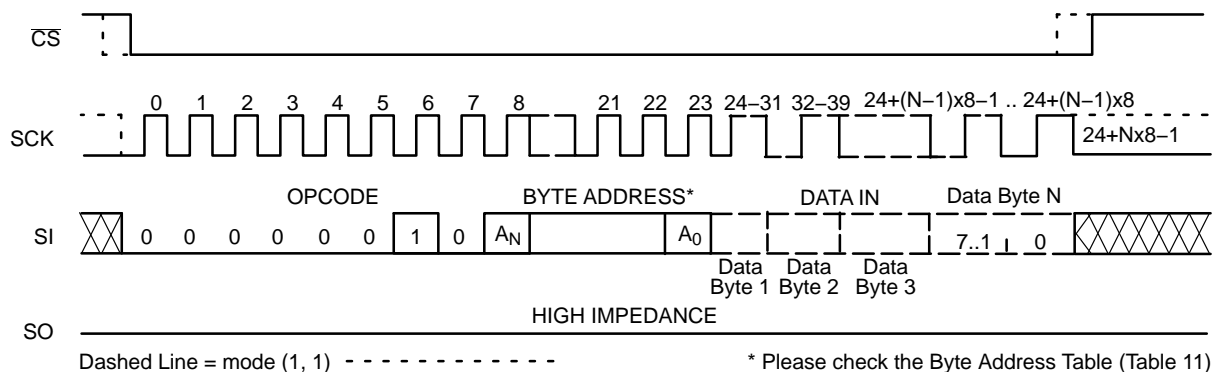 CS
0 1 2 3 4 5 6 7 8 21 22 23 24–31 32–39 24+(N–1)x8–1 .. 24+(N–1)x8
SCK
24+Nx8–1
OPCODE BYTE ADDRESS* DATA IN Data Byte N
SI 0 0 0 0 0 0 1 0 AN A0 7..1 0
Data Byte 1
Data Byte 2
Data Byte 3
HIGH IMPEDANCE
SO
Dashed Line = mode (1, 1)
* Please check the Byte Address Table (Table 11)